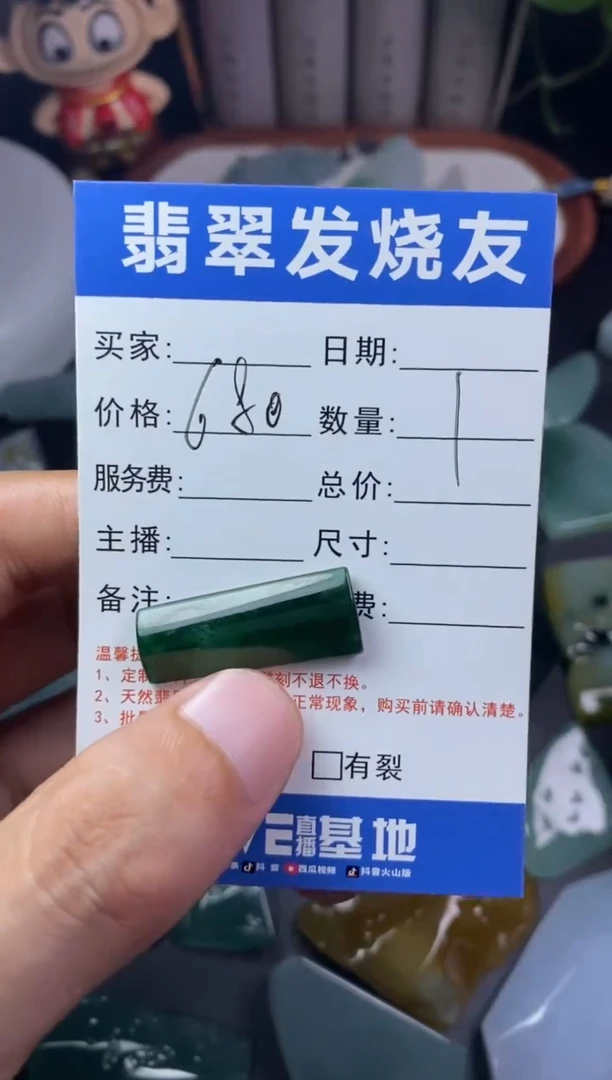 翡翠发烧友
买家: 日期:
价格: 680 数量: 1
服务费: 总价:
主播: 尺寸:
备注: 费:
温馨
1、定制 刻不退不换。
2、天然翡 正常现象，购买前请确认清楚。
3、批
有裂
直播基地
抖音 西瓜视频 抖音火山版